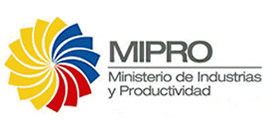 MIPRO
Ministerio de Industrias
y Productividad